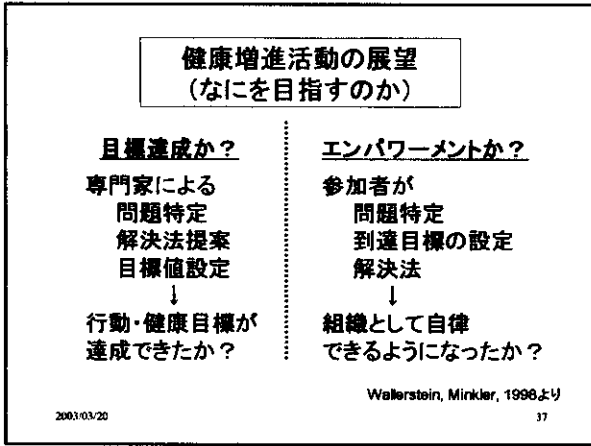 健康増進活動の展望
(なにを目指すのか)
目標達成か？
専門家による
問題特定
解決法提案
目標値設定
↓
行動・健康目標が
達成できたか？
エンパワーメントか？
参加者が
問題特定
到達目標の設定
解決法
↓
組織として自律
できるようになったか？
Wallerstein, Minkler, 1998より
2003/03/20
37